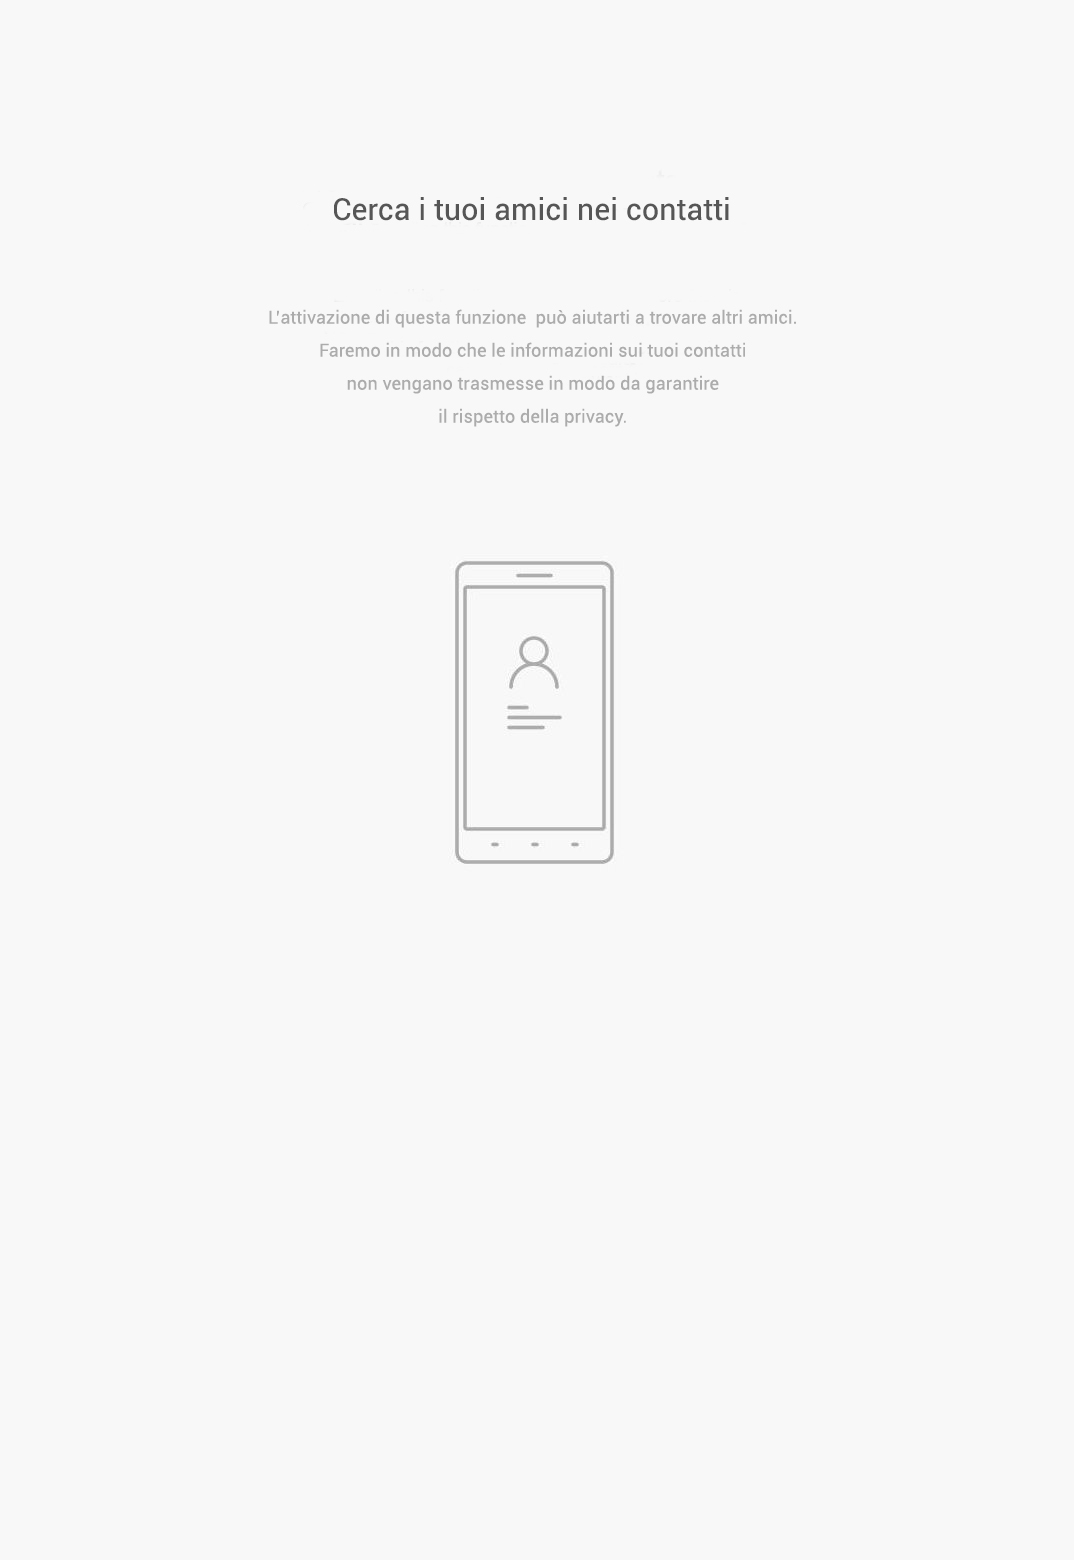 Cerca i tuoi amici nei contatti
L'attivazione di questa funzione  può aiutarti a trovare altri amici.
Faremo in modo che le informazioni sui tuoi contatti
non vengano trasmesse in modo da garantire
il rispetto della privacy.